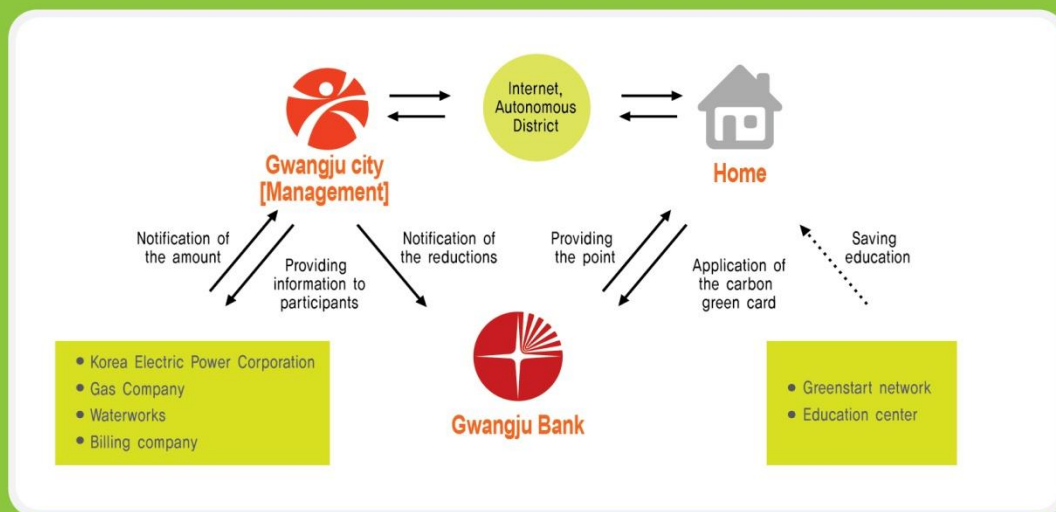 Internet,
Autonomous
District
Gwangju city
[Management]
Home
Notification of
the amount
Providing
information to
participants
Notification of
the reductions
Providing
the point
Application of
the carbon
green card
Saving
education
• Korea Electric Power Corporation
• Gas Company
• Waterworks
• Billing company
Gwangju Bank
• Greenstart network
• Education center